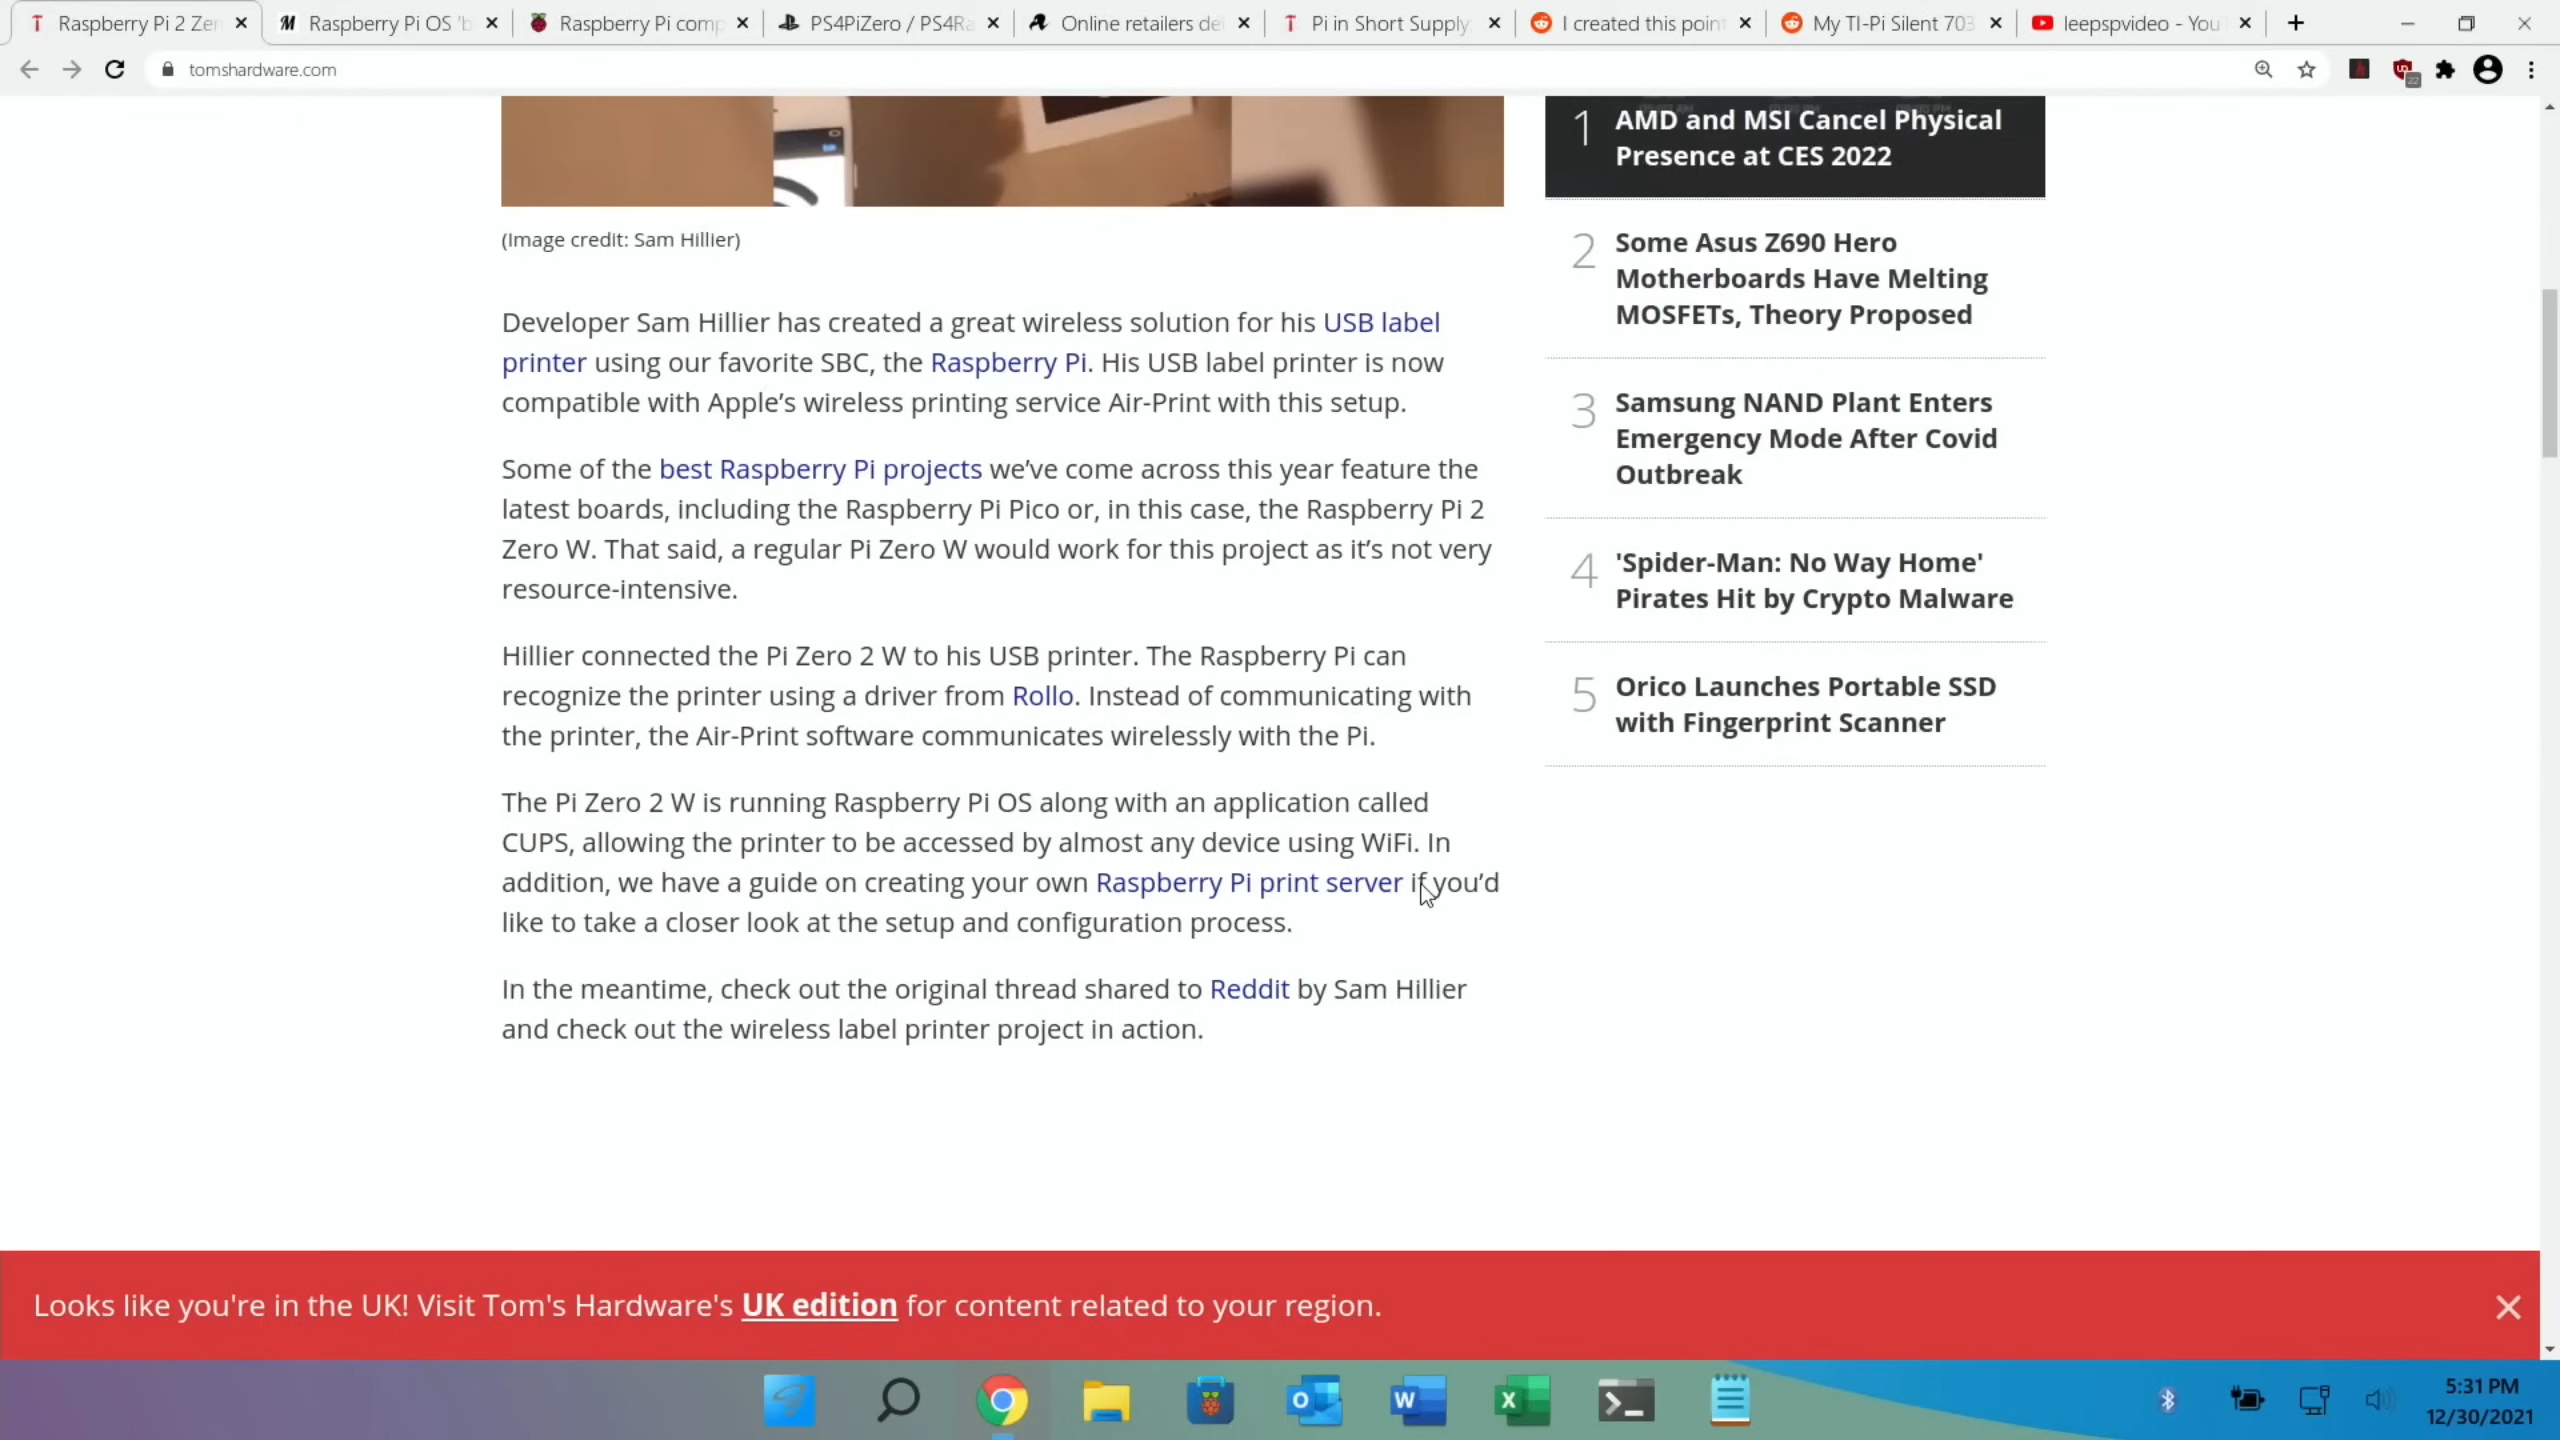 Raspberry Pi 2 Zer
Raspberry Pi OS 'b
Raspberry Pi comp
PS4PiZero / PS4Ra
Online retailers de
Pi in Short Supply
I created this poin
My TI-Pi Silent 703
leepspvideo - You
tomshardware.com
22
(Image credit: Sam Hillier)
Developer Sam Hillier has created a great wireless solution for his USB label
printer using our favorite SBC, the Raspberry Pi. His USB label printer is now
compatible with Apple’s wireless printing service Air-Print with this setup.
Some of the best Raspberry Pi projects we’ve come across this year feature the
latest boards, including the Raspberry Pi Pico or, in this case, the Raspberry Pi 2
Zero W. That said, a regular Pi Zero W would work for this project as it’s not very
resource-intensive.
Hillier connected the Pi Zero 2 W to his USB printer. The Raspberry Pi can
recognize the printer using a driver from Rollo. Instead of communicating with
the printer, the Air-Print software communicates wirelessly with the Pi.
The Pi Zero 2 W is running Raspberry Pi OS along with an application called
CUPS, allowing the printer to be accessed by almost any device using WiFi. In
addition, we have a guide on creating your own Raspberry Pi print server if you’d
like to take a closer look at the setup and configuration process.
In the meantime, check out the original thread shared to Reddit by Sam Hillier
and check out the wireless label printer project in action.
1
AMD and MSI Cancel Physical
Presence at CES 2022
2
Some Asus Z690 Hero
Motherboards Have Melting
MOSFETs, Theory Proposed
3
Samsung NAND Plant Enters
Emergency Mode After Covid
Outbreak
4
'Spider-Man: No Way Home'
Pirates Hit by Crypto Malware
5
Orico Launches Portable SSD
with Fingerprint Scanner
Looks like you're in the UK! Visit Tom's Hardware's UK edition for content related to your region.
5:31 PM
12/30/2021